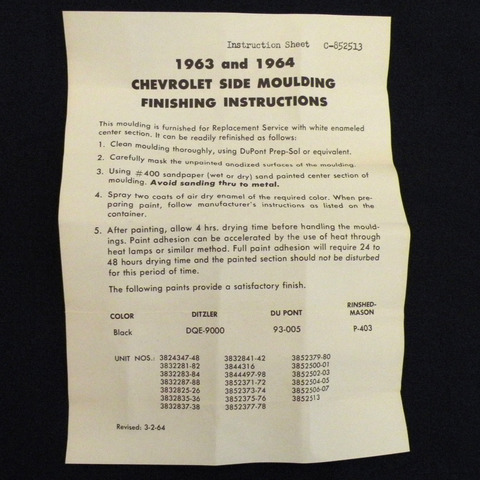 Instruction Sheet C-852513
1963 and 1964
CHEVROLET SIDE MOULDING
FINISHING INSTRUCTIONS
This moulding is furnished for Replacement Service with white enameled
center section. It can be readily refinished as follows:
1. Clean moulding thoroughly, using DuPont Prep-Sol or equivalent.
2. Carefully mask the unpainted anodized surfaces of the moulding.
3. Using #400 sandpaper (wet or dry) sand painted center section of
moulding. Avoid sanding thru to metal.
4. Spray two coats of air dry enamel of the required color. When pre-
paring paint, follow manufacturer's instructions as listed on the
container.
5. After painting, allow 4 hrs. drying time before handling the mould-
ings. Paint adhesion can be accelerated by the use of heat through
heat lamps or similar method. Full paint adhesion will require 24 to
48 hours drying time and the painted section should not be disturbed
for this period of time.
The following paints provide a satisfactory finish.
COLOR DITZLER DU PONT RINSHED-
MASON
Black DQE-9000 93-005 P-403
UNIT NOS.: 3824347-48 3832841-42 3852379-80
3832281-82 3844316 3852500-01
3832283-84 3844497-98 3852502-03
3832287-88 3852371-72 3852504-05
3832825-26 3852373-74 3852506-07
3832835-36 3852375-76 3852513
3832837-38 3852377-78
Revised: 3-2-64